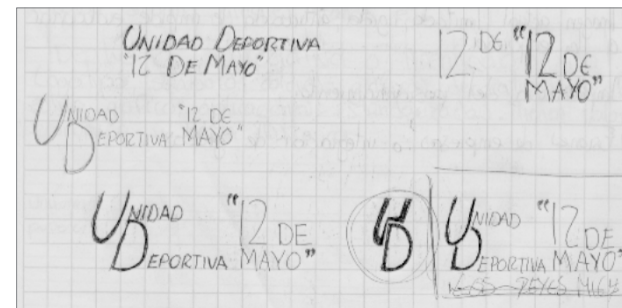 UNIDAD DEPORTIVA
"12 DE MAYO"
12 DE
"12 DE
MAYO"
UNIDAD "12 DE
DEPORTIVA MAYO"
UNIDAD "12 DE
DEPORTIVA MAYO"
UD
UNIDAD "12 DE
DEPORTIVA MAYO"